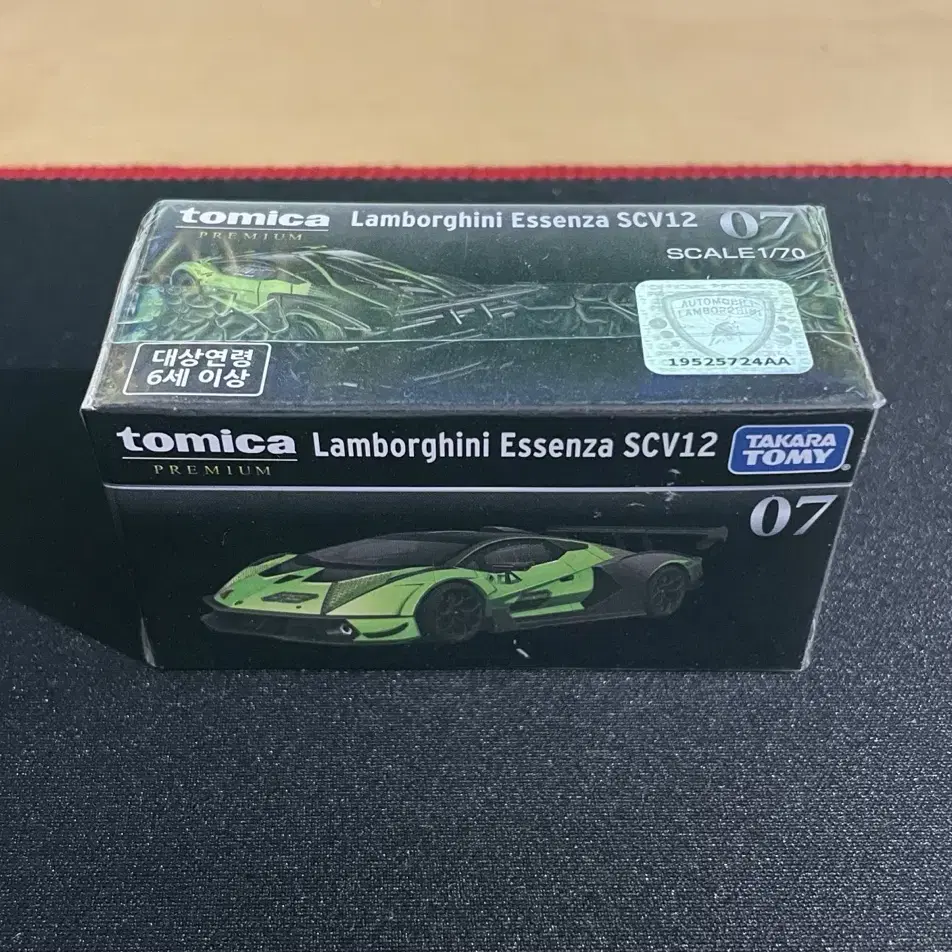 tomica
PREMIUM
Lamborghini Essenza SCV12
07
SCALE1/70
AUTOMOBILI
LAMBORGHINI
19525724AA
대상연령
6세 이상
tomica
PREMIUM
Lamborghini Essenza SCV12
TAKARA
TOMY
07